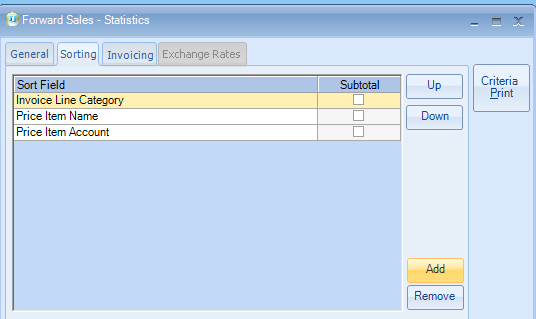 Forward Sales - Statistics
General Sorting Invoicing Exchange Rates
Sort Field Subtotal
Invoice Line Category
Price Item Name
Price Item Account
Up
Down
Add
Remove
Criteria
Print